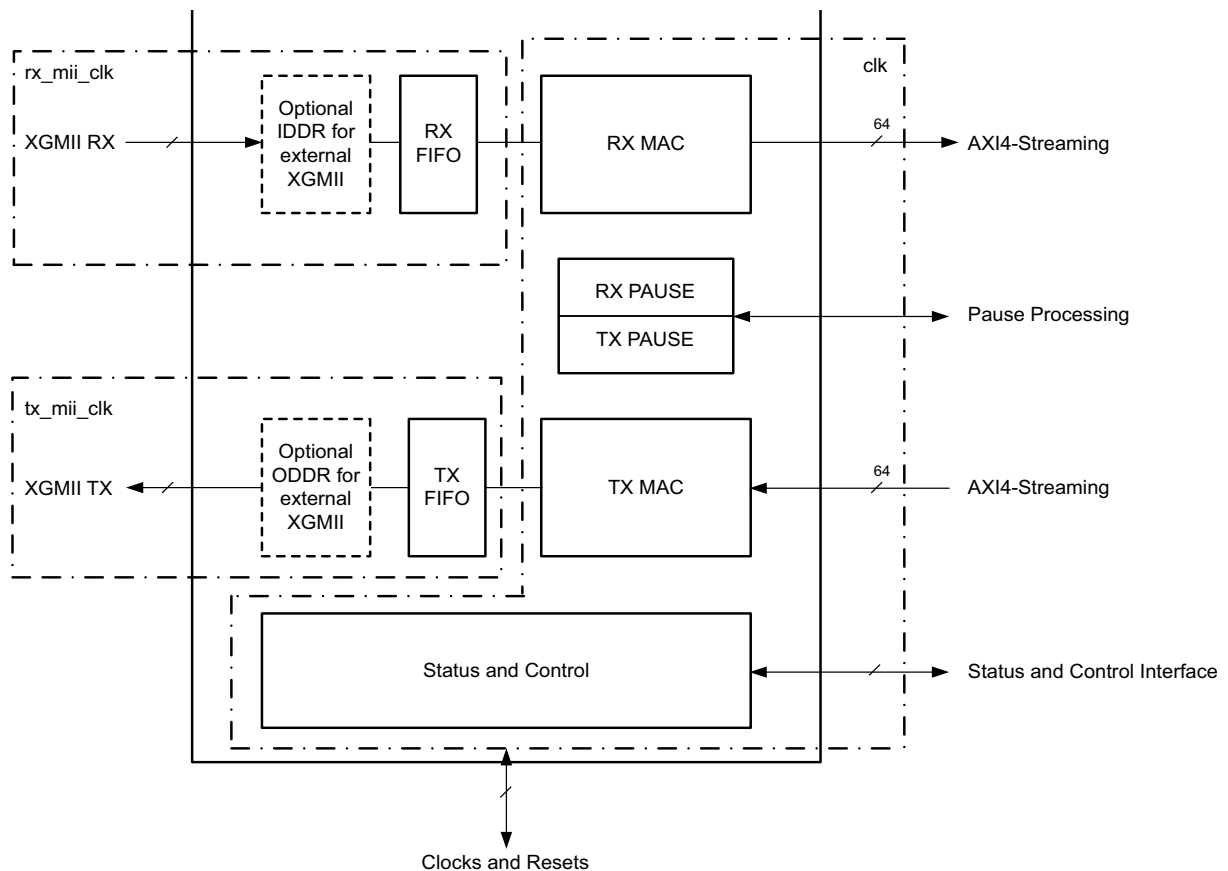 rx_mii_clk
clk
XGMII RX
Optional
IDDR for
external
XGMII
RX
FIFO
RX MAC
64
AXI4-Streaming
RX PAUSE
TX PAUSE
Pause Processing
tx_mii_clk
XGMII TX
Optional
ODDR for
external
XGMII
TX
FIFO
TX MAC
64
AXI4-Streaming
Status and Control
Status and Control Interface
Clocks and Resets